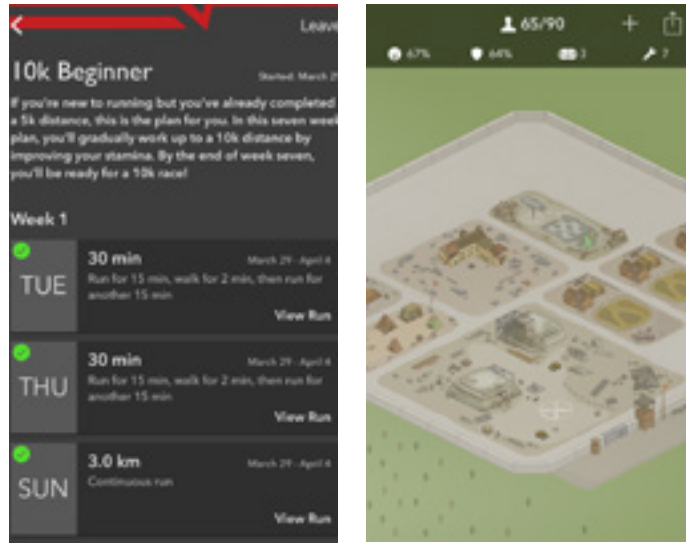 Leave
10k Beginner
Started: March 2
If you're new to running but you've already completed
a 5k distance, this is the plan for you. In this seven week
plan, you'll gradually work up to a 10k distance by
improving your stamina. By the end of week seven,
you'll be ready for a 10k race!
Week 1
TUE
30 min
March 29 - April 4
Run for 15 min, walk for 2 min, then run for
another 15 min
View Run
THU
30 min
March 29 - April 4
Run for 15 min, walk for 2 min, then run for
another 15 min
View Run
SUN
3.0 km
March 29 - April 4
Continuous run
View Run
65/90
67%
64%
3
7